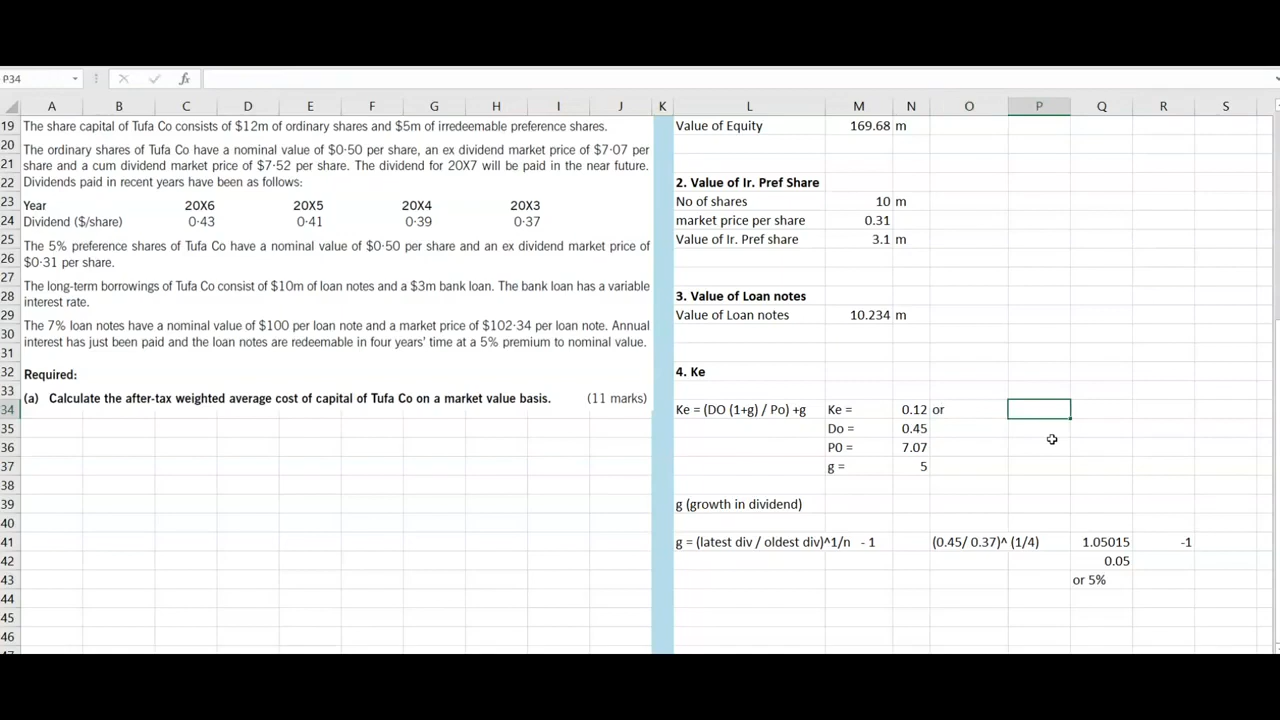 P34 fx
A B C D E F G H I J K L M N O P Q R S
19 The share capital of Tufa Co consists of $12m of ordinary shares and $5m of irredeemable preference shares.
20 The ordinary shares of Tufa Co have a nominal value of $0·50 per share, an ex dividend market price of $7·07 per
21 share and a cum dividend market price of $7·52 per share. The dividend for 20X7 will be paid in the near future.
22 Dividends paid in recent years have been as follows:
23 Year 20X6 20X5 20X4 20X3
24 Dividend ($/share) 0·43 0·41 0·39 0·37
25 The 5% preference shares of Tufa Co have a nominal value of $0·50 per share and an ex dividend market price of
26 $0·31 per share.
27
28 The long-term borrowings of Tufa Co consist of $10m of loan notes and a $3m bank loan. The bank loan has a variable
29 interest rate.
30 The 7% loan notes have a nominal value of $100 per loan note and a market price of $102·34 per loan note. Annual
31 interest has just been paid and the loan notes are redeemable in four years' time at a 5% premium to nominal value.
32 Required:
33 (a) Calculate the after-tax weighted average cost of capital of Tufa Co on a market value basis. (11 marks)
34
35
36
37
38
39
40
41
42
43
44
45
46
Value of Equity 169.68 m
2. Value of Ir. Pref Share
No of shares 10 m
market price per share 0.31
Value of Ir. Pref share 3.1 m
3. Value of Loan notes
Value of Loan notes 10.234 m
4. Ke
Ke = (DO (1+g) / Po) +g Ke = 0.12 or
Do = 0.45
P0 = 7.07
g = 5
g (growth in dividend)
g = (latest div / oldest div)^1/n - 1 (0.45/ 0.37)^ (1/4) 1.05015 -1
0.05
or 5%